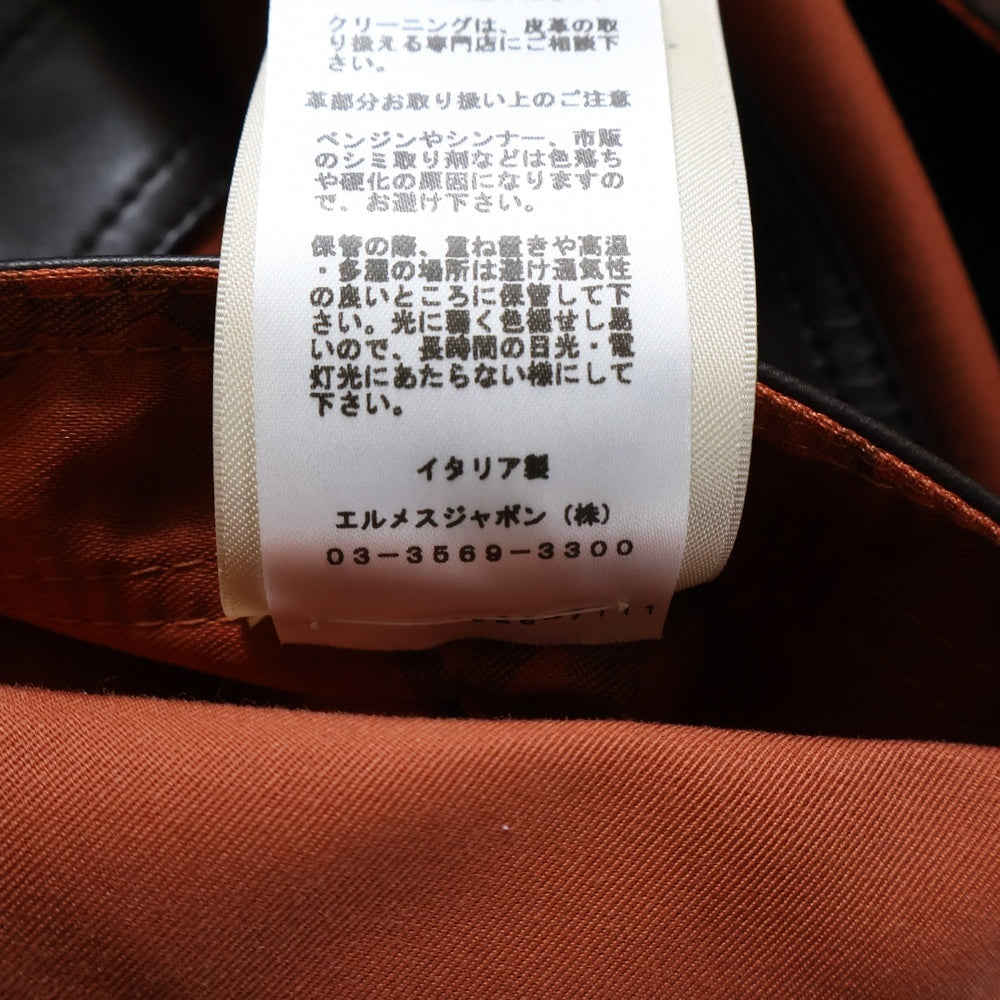 クリーニングは、皮革の取
り扱える専門店にご相談下
さい。
革部分お取り扱い上のご注意
ベンジンやシンナー、市販
のシミ取り剤などは色落ち
や硬化の原因になりますの
で、お避け下さい。
保管の際、重ね置きや高温
・多湿の場所は避け通気性
の良いところに保管して下
さい。光に弱く色褪せし易
いので、長時間の日光・電
灯光にあたらない様にして
下さい。
イタリア製
エルメスジャポン（株）
03-3569-3300